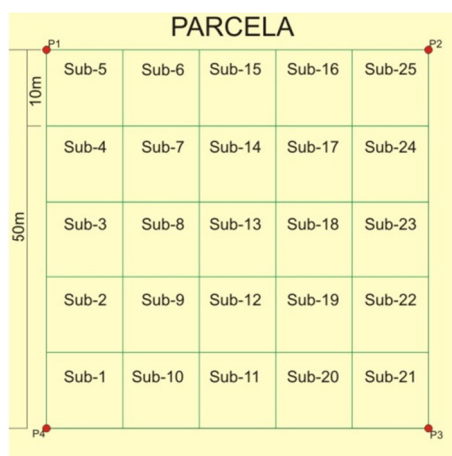 PARCELA
P1 P2
Sub-5 Sub-6 Sub-15 Sub-16 Sub-25
10m
Sub-4 Sub-7 Sub-14 Sub-17 Sub-24
50m
Sub-3 Sub-8 Sub-13 Sub-18 Sub-23
Sub-2 Sub-9 Sub-12 Sub-19 Sub-22
Sub-1 Sub-10 Sub-11 Sub-20 Sub-21
P4 P3